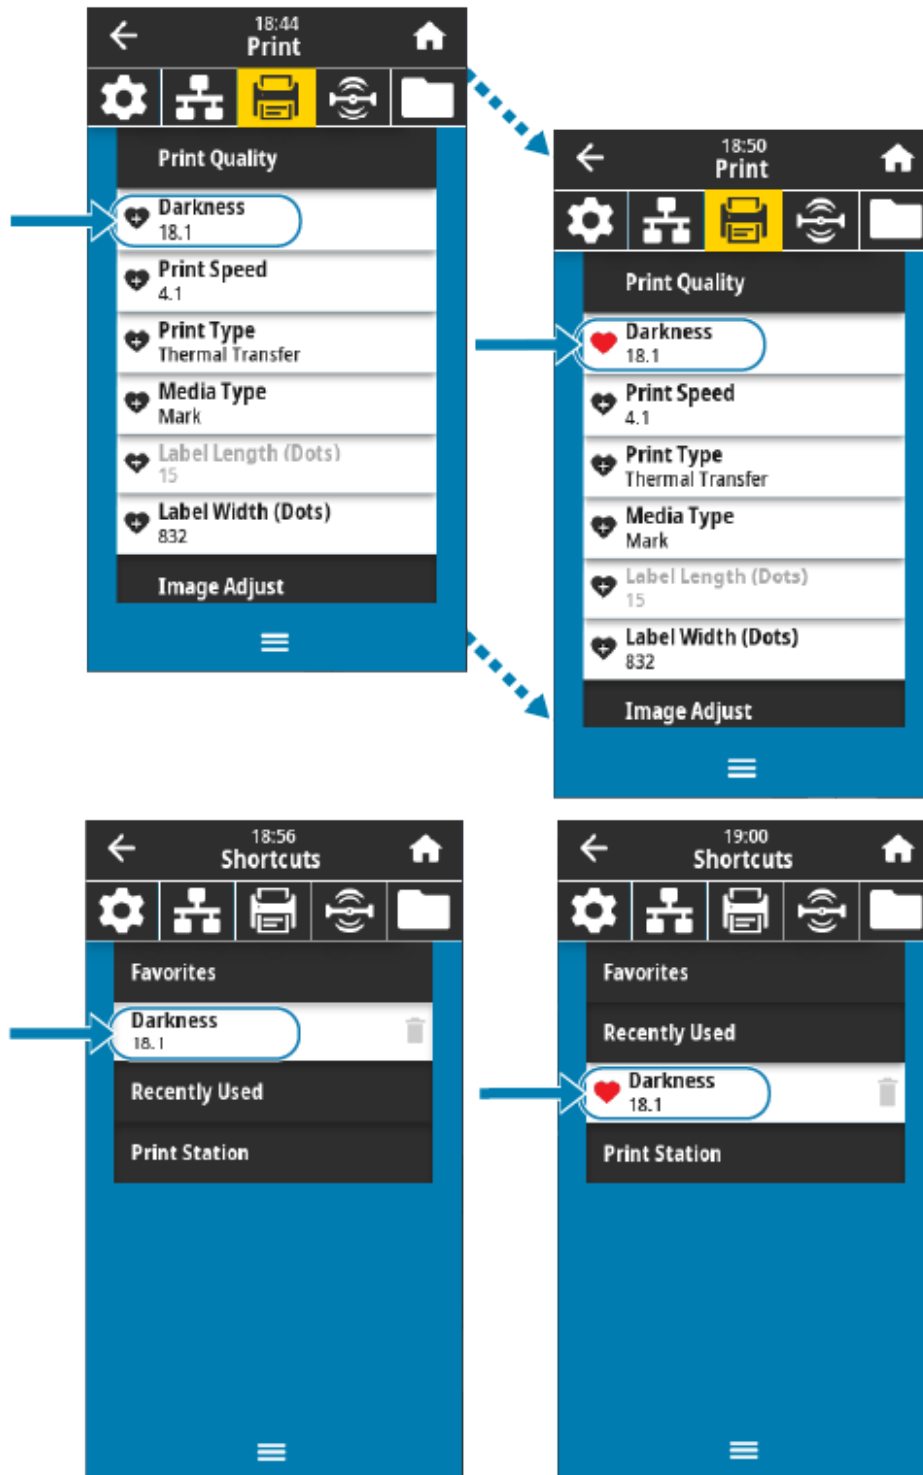 18:44
Print
Print Quality
Darkness
18.1
Print Speed
4.1
Print Type
Thermal Transfer
Media Type
Mark
Label Length (Dots)
15
Label Width (Dots)
832
Image Adjust
18:50
Print
Print Quality
Darkness
18.1
Print Speed
4.1
Print Type
Thermal Transfer
Media Type
Mark
Label Length (Dots)
15
Label Width (Dots)
832
Image Adjust
18:56
Shortcuts
Favorites
Darkness
18.1
Recently Used
Print Station
19:00
Shortcuts
Favorites
Recently Used
Darkness
18.1
Print Station